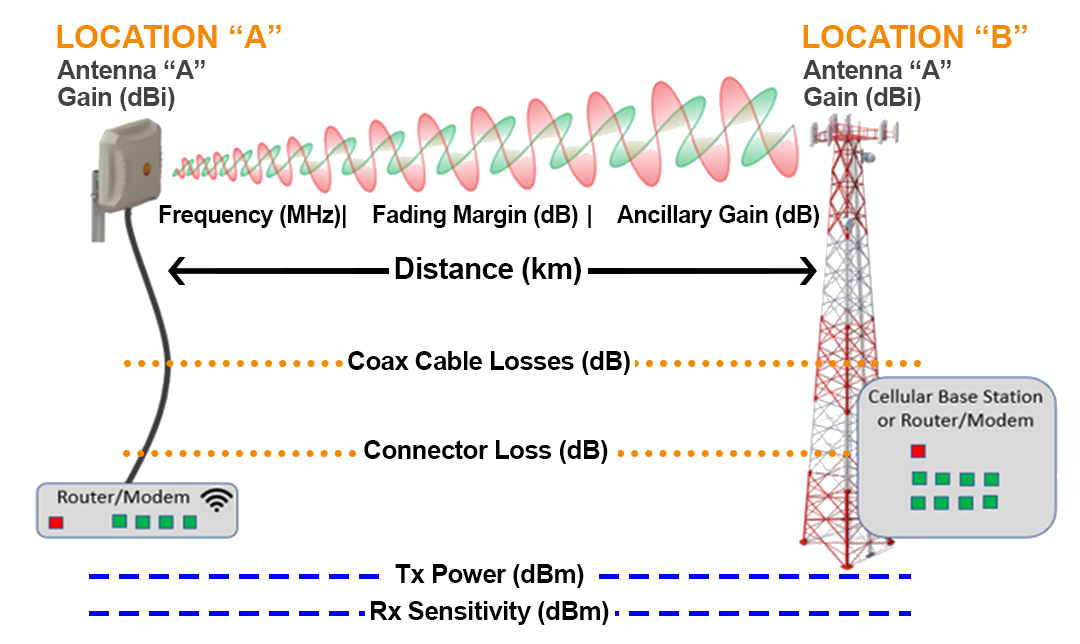 LOCATION “A”
Antenna “A”
Gain (dBi)
LOCATION “B”
Antenna “A”
Gain (dBi)
Frequency (MHz)| Fading Margin (dB) | Ancillary Gain (dB)
Distance (km)
Coax Cable Losses (dB)
Cellular Base Station
or Router/Modem
Connector Loss (dB)
Router/Modem
Tx Power (dBm)
Rx Sensitivity (dBm)